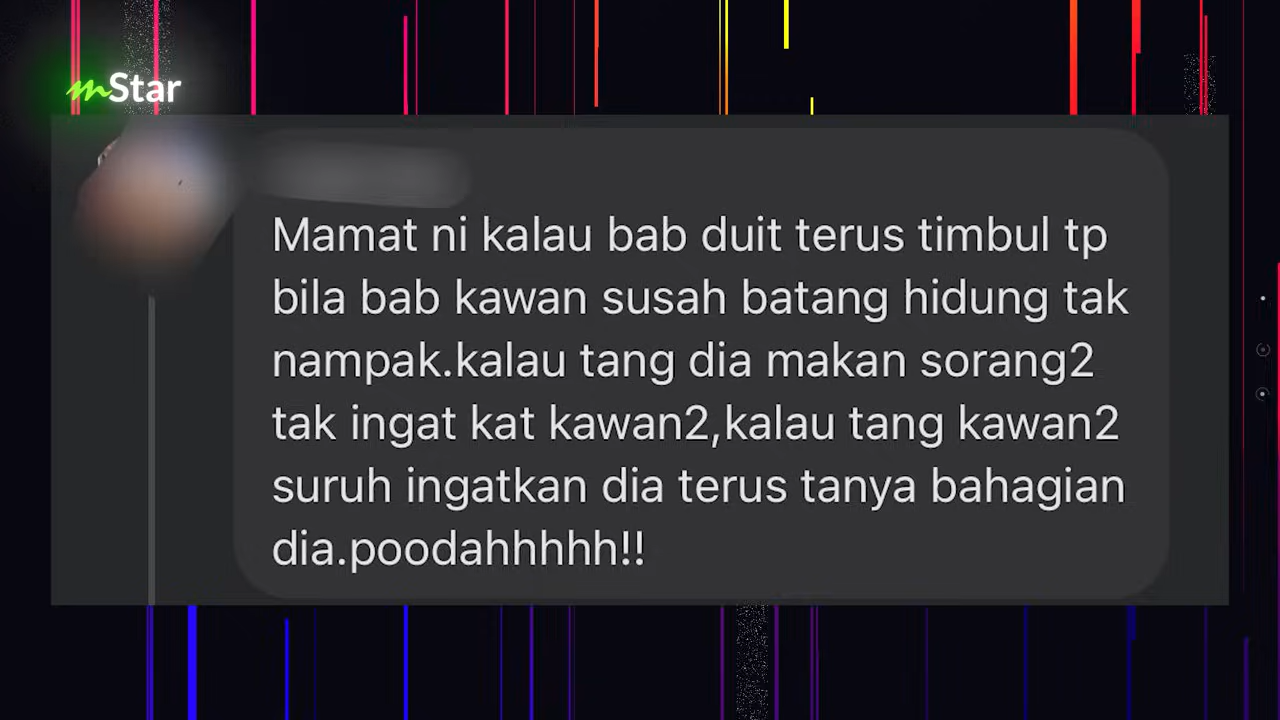 mStar
Mamat ni kalau bab duit terus timbul tp
bila bab kawan susah batang hidung tak
nampak.kalau tang dia makan sorang2
tak ingat kat kawan2,kalau tang kawan2
suruh ingatkan dia terus tanya bahagian
dia.poodahhhhh!!